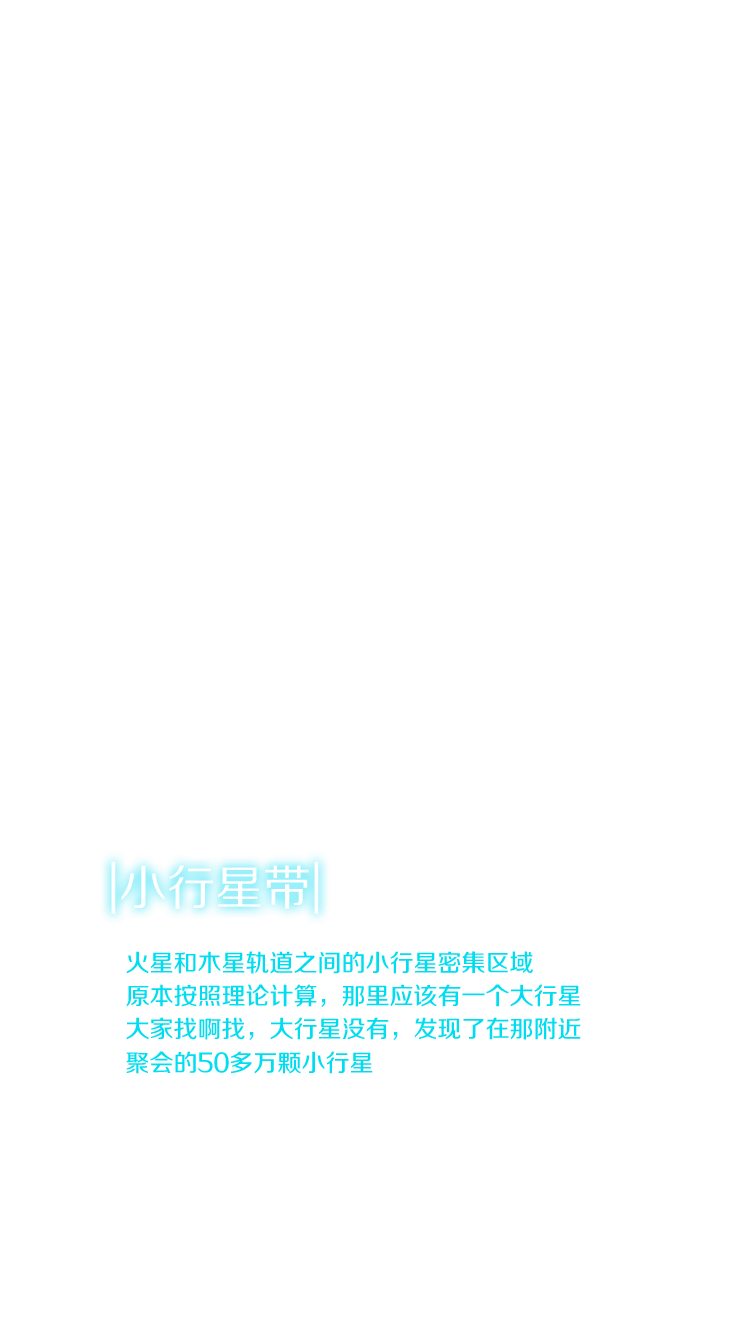 |小行星带|
火星和木星轨道之间的小行星密集区域
原本按照理论计算，那里应该有一个大行星
大家找啊找，大行星没有，发现了在那附近
聚会的50多万颗小行星